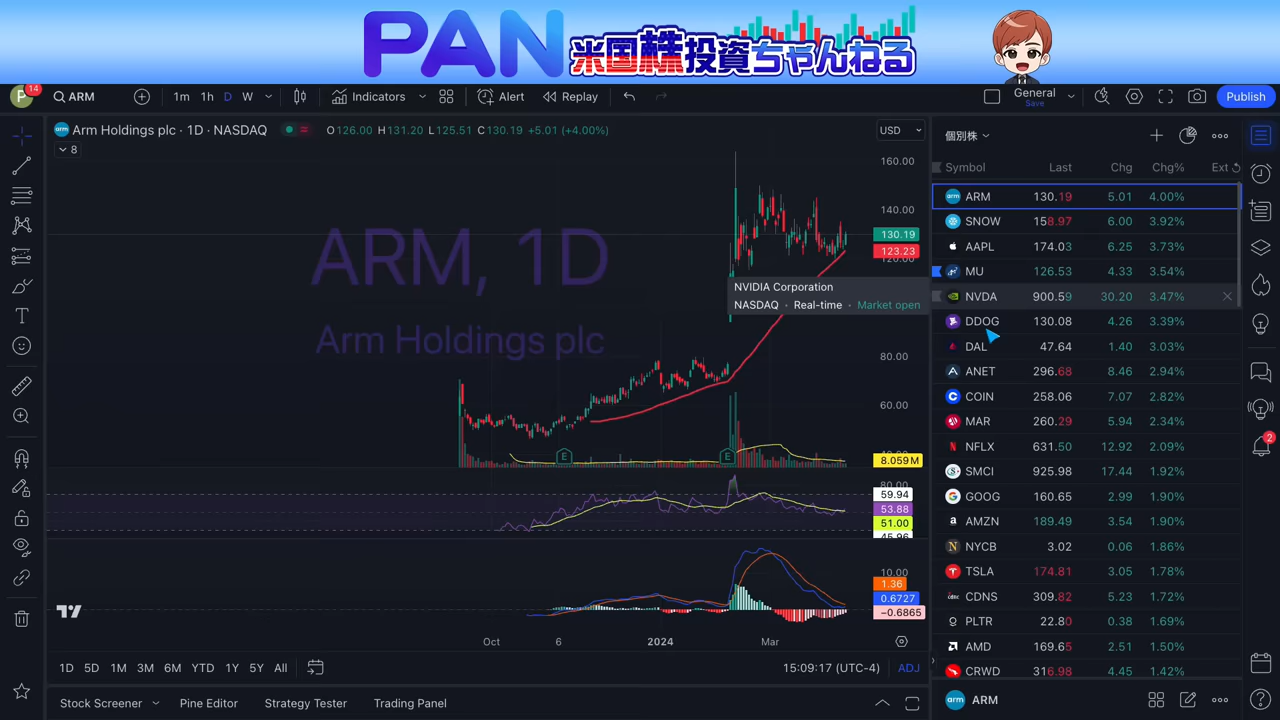 PAN 米国株投資ちゃんねる
P 14 ARM 1m 1h D W Indicators Alert Replay General Save Publish
arm Arm Holdings plc · 1D · NASDAQ O126.00 H131.20 L125.51 C130.19 +5.01 (+4.00%) USD
8
160.00
140.00
130.19
123.23
120.00
80.00
60.00
8.059M
ARM, 1D
Arm Holdings plc
NVIDIA Corporation
NASDAQ · Real-time · Market open
E E
80.00
59.94
53.88
51.00
45.96
10.00
1.36
0.6727
−0.6865
Oct 6 2024 Mar
1D 5D 1M 3M 6M YTD 1Y 5Y All 15:09:17 (UTC-4) ADJ
Stock Screener Pine Editor Strategy Tester Trading Panel
個別株
Symbol Last Chg Chg% Ext
arm ARM 130.19 5.01 4.00%
SNOW 158.97 6.00 3.92%
AAPL 174.03 6.25 3.73%
MU 126.53 4.33 3.54%
NVDA 900.59 30.20 3.47%
DDOG 130.08 4.26 3.39%
DAL 47.64 1.40 3.03%
ANET 296.68 8.46 2.94%
COIN 258.06 7.07 2.82%
MAR 260.29 5.94 2.34%
NFLX 631.50 12.92 2.09%
SMCI 925.98 17.44 1.92%
GOOG 160.65 2.99 1.90%
AMZN 189.49 3.54 1.90%
NYCB 3.02 0.06 1.86%
TSLA 174.81 3.05 1.78%
CDNS 309.82 5.23 1.72%
PLTR 22.80 0.38 1.69%
AMD 169.65 2.51 1.50%
CRWD 316.98 4.45 1.42%
arm ARM
2